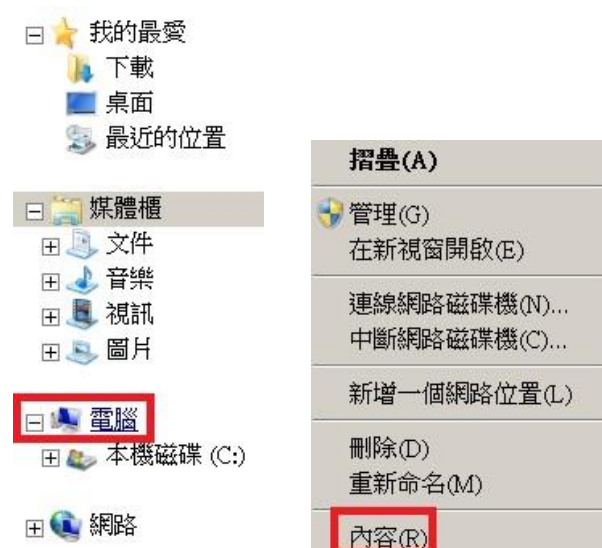 我的最愛
下載
桌面
最近的位置
媒體櫃
文件
音樂
視訊
圖片
電腦
本機磁碟 (C:)
網路
摺疊(A)
管理(G)
在新視窗開啟(E)
連線網路磁碟機(N)...
中斷網路磁碟機(C)...
新增一個網路位置(L)
刪除(D)
重新命名(M)
內容(R)